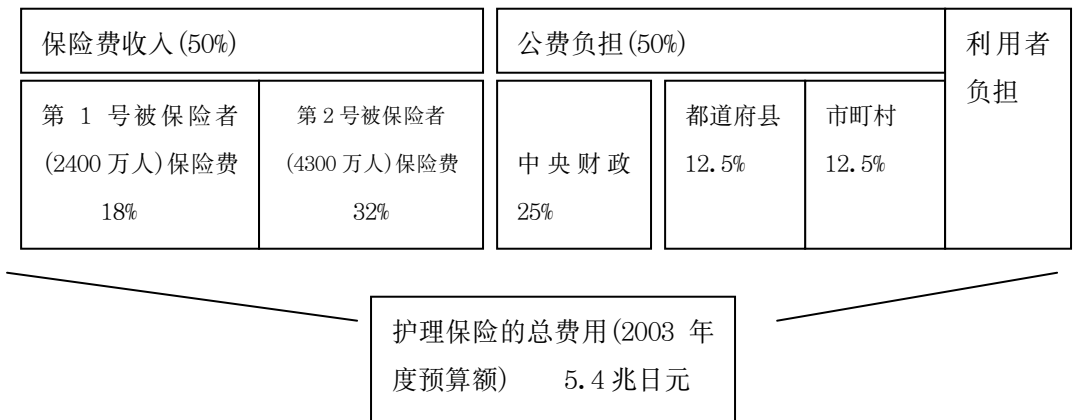 保险费收入(50%)
公费负担(50%)
利用者
负担
第 1 号被保险者
(2400 万人)保险费
18%
第 2 号被保险者
(4300 万人)保险费
32%
中央财政
25%
都道府县
12.5%
市町村
12.5%
护理保险的总费用(2003 年
度预算额) 5.4 兆日元